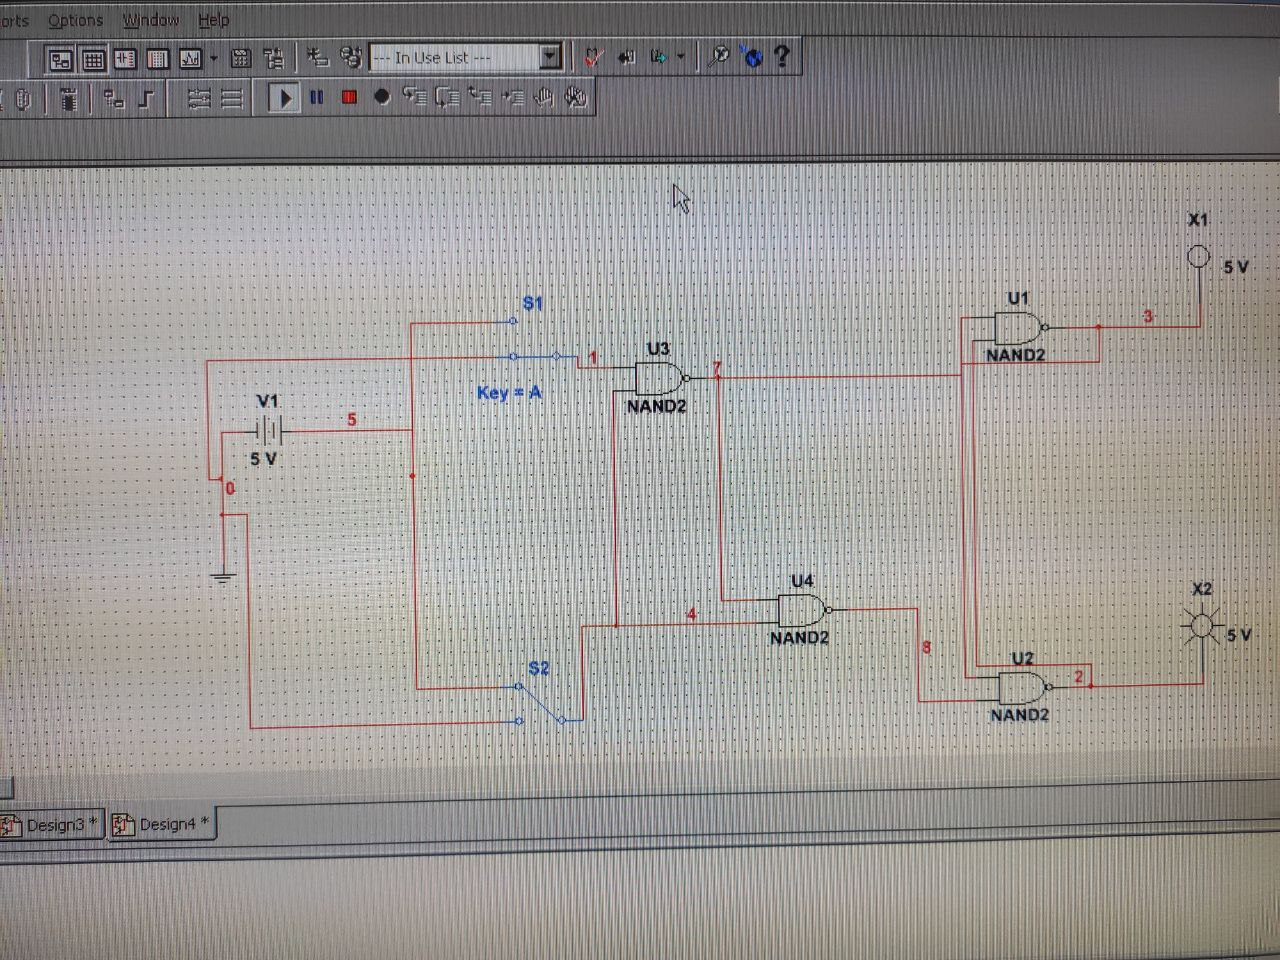 orts Options Window Help
--- In Use List ---
?
X1
5 V
S1
U1
3
NAND2
U3
1
7
NAND2
Key = A
V1
5
5 V
0
U4
4
NAND2
8
X2
5 V
S2
U2
2
NAND2
Design3 * Design4 *